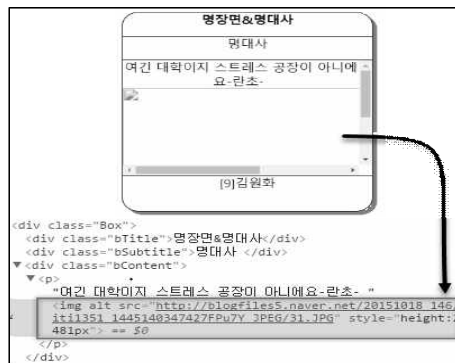 명장면&명대사
명대사
여긴 대학이지 스트레스 공장이 아니에
요-란초-
[9]김원화
<div class="Box">
<div class="bTitle">명장면&명대사</div>
<div class="bSubtitle">명대사 </div>
▼<div class="bContent">
▼<p>
"여긴 대학이지 스트레스 공장이 아니에요-란초- "
<img alt src="http://blogfiles5.naver.net/20151018_146/
iti1351_1445140347427FPu7Y_JPEG/31.JPG" style="height:2
481px"> == $0
</p>
</div>